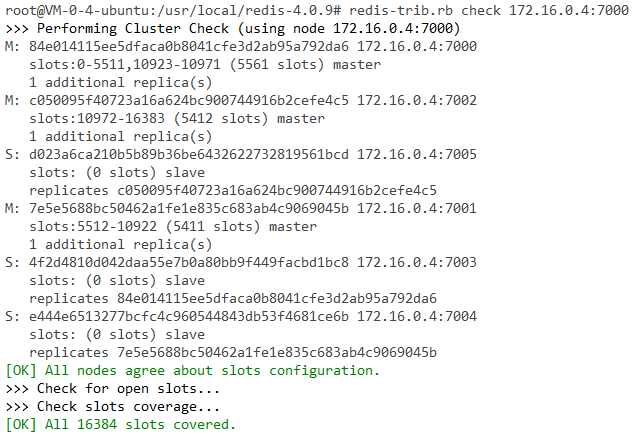 root@VM-0-4-ubuntu:/usr/local/redis-4.0.9# redis-trib.rb check 172.16.0.4:7000
>>> Performing Cluster Check (using node 172.16.0.4:7000)
M: 84e014115ee5dfaca0b8041cfe3d2ab95a792da6 172.16.0.4:7000
   slots:0-5511,10923-10971 (5561 slots) master
   1 additional replica(s)
M: c050095f40723a16a624bc900744916b2cefe4c5 172.16.0.4:7002
   slots:10972-16383 (5412 slots) master
   1 additional replica(s)
S: d023a6ca210b5b89b36be6432622732819561bcd 172.16.0.4:7005
   slots: (0 slots) slave
   replicates c050095f40723a16a624bc900744916b2cefe4c5
M: 7e5e5688bc50462a1fe1e835c683ab4c9069045b 172.16.0.4:7001
   slots:5512-10922 (5411 slots) master
   1 additional replica(s)
S: 4f2d4810d042daa55e7b0a80bb9f449facbd1bc8 172.16.0.4:7003
   slots: (0 slots) slave
   replicates 84e014115ee5dfaca0b8041cfe3d2ab95a792da6
S: e444e6513277bcfc4c960544843db53f4681ce6b 172.16.0.4:7004
   slots: (0 slots) slave
   replicates 7e5e5688bc50462a1fe1e835c683ab4c9069045b
[OK] All nodes agree about slots configuration.
>>> Check for open slots...
>>> Check slots coverage...
[OK] All 16384 slots covered.